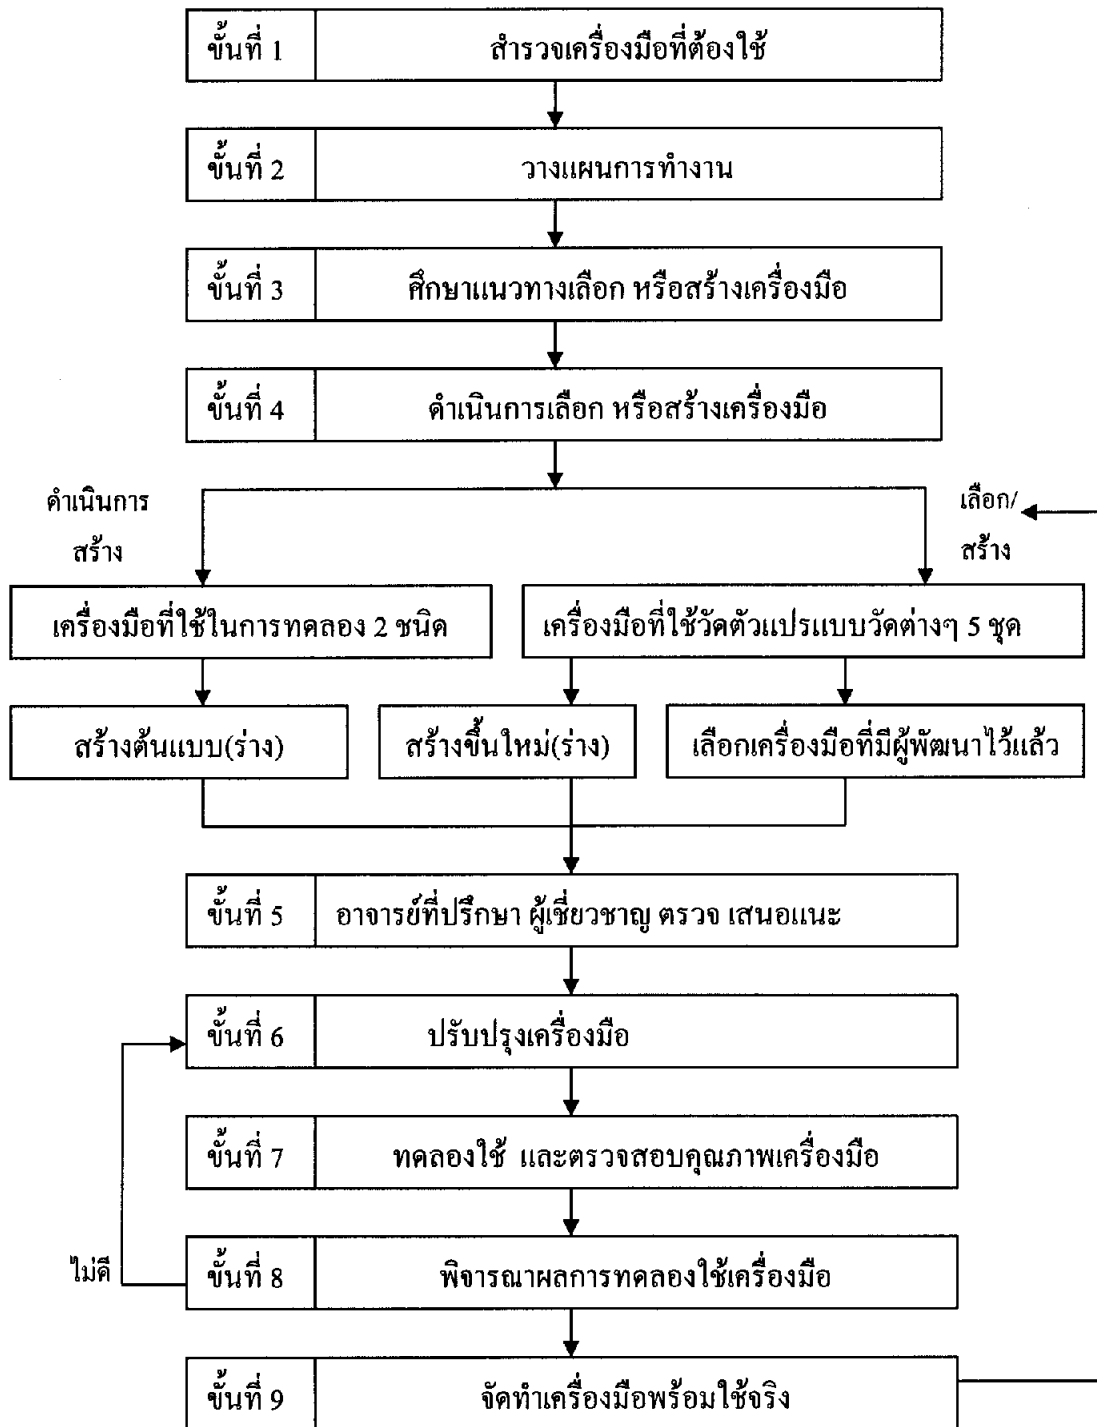 ขั้นที่ 1 สำรวจเครื่องมือที่ต้องใช้
ขั้นที่ 2 วางแผนการทำงาน
ขั้นที่ 3 ศึกษาแนวทางเลือก หรือสร้างเครื่องมือ
ขั้นที่ 4 ดำเนินการเลือก หรือสร้างเครื่องมือ
ดำเนินการ
สร้าง
เลือก/
สร้าง
เครื่องมือที่ใช้ในการทดลอง 2 ชนิด
เครื่องมือที่ใช้วัดตัวแปรแบบวัดต่างๆ 5 ชุด
สร้างต้นแบบ(ร่าง)
สร้างขึ้นใหม่(ร่าง)
เลือกเครื่องมือที่มีผู้พัฒนาไว้แล้ว
ขั้นที่ 5 อาจารย์ที่ปรึกษา ผู้เชี่ยวชาญ ตรวจ เสนอแนะ
ขั้นที่ 6 ปรับปรุงเครื่องมือ
ขั้นที่ 7 ทดลองใช้ และตรวจสอบคุณภาพเครื่องมือ
ไม่ดี
ขั้นที่ 8 พิจารณาผลการทดลองใช้เครื่องมือ
ขั้นที่ 9 จัดทำเครื่องมือพร้อมใช้จริง